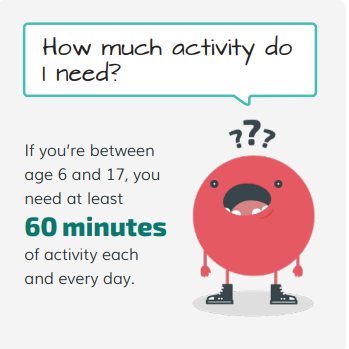 How much activity do
I need?
???
If you're between
age 6 and 17, you
need at least
60 minutes
of activity each
and every day.